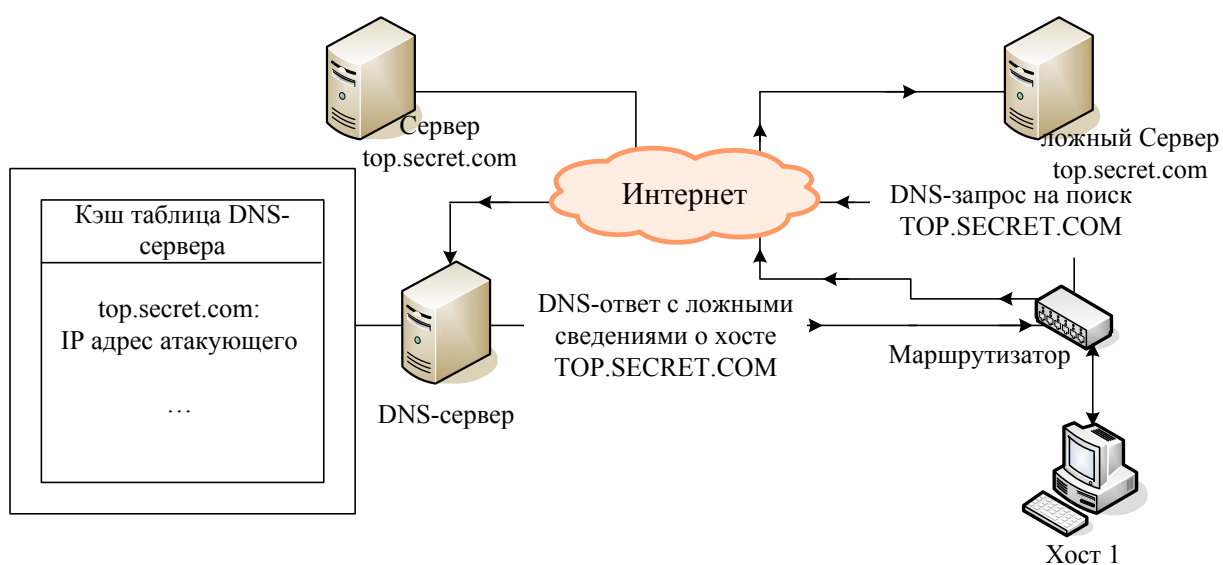 Сервер
top.secret.com
ложный Сервер
top.secret.com
Интернет
DNS-запрос на поиск
TOP.SECRET.COM
Кэш таблица DNS-
сервера
top.secret.com:
IP адрес атакующего
…
DNS-ответ с ложными
сведениями о хосте
TOP.SECRET.COM
Маршрутизатор
DNS-сервер
Хост 1